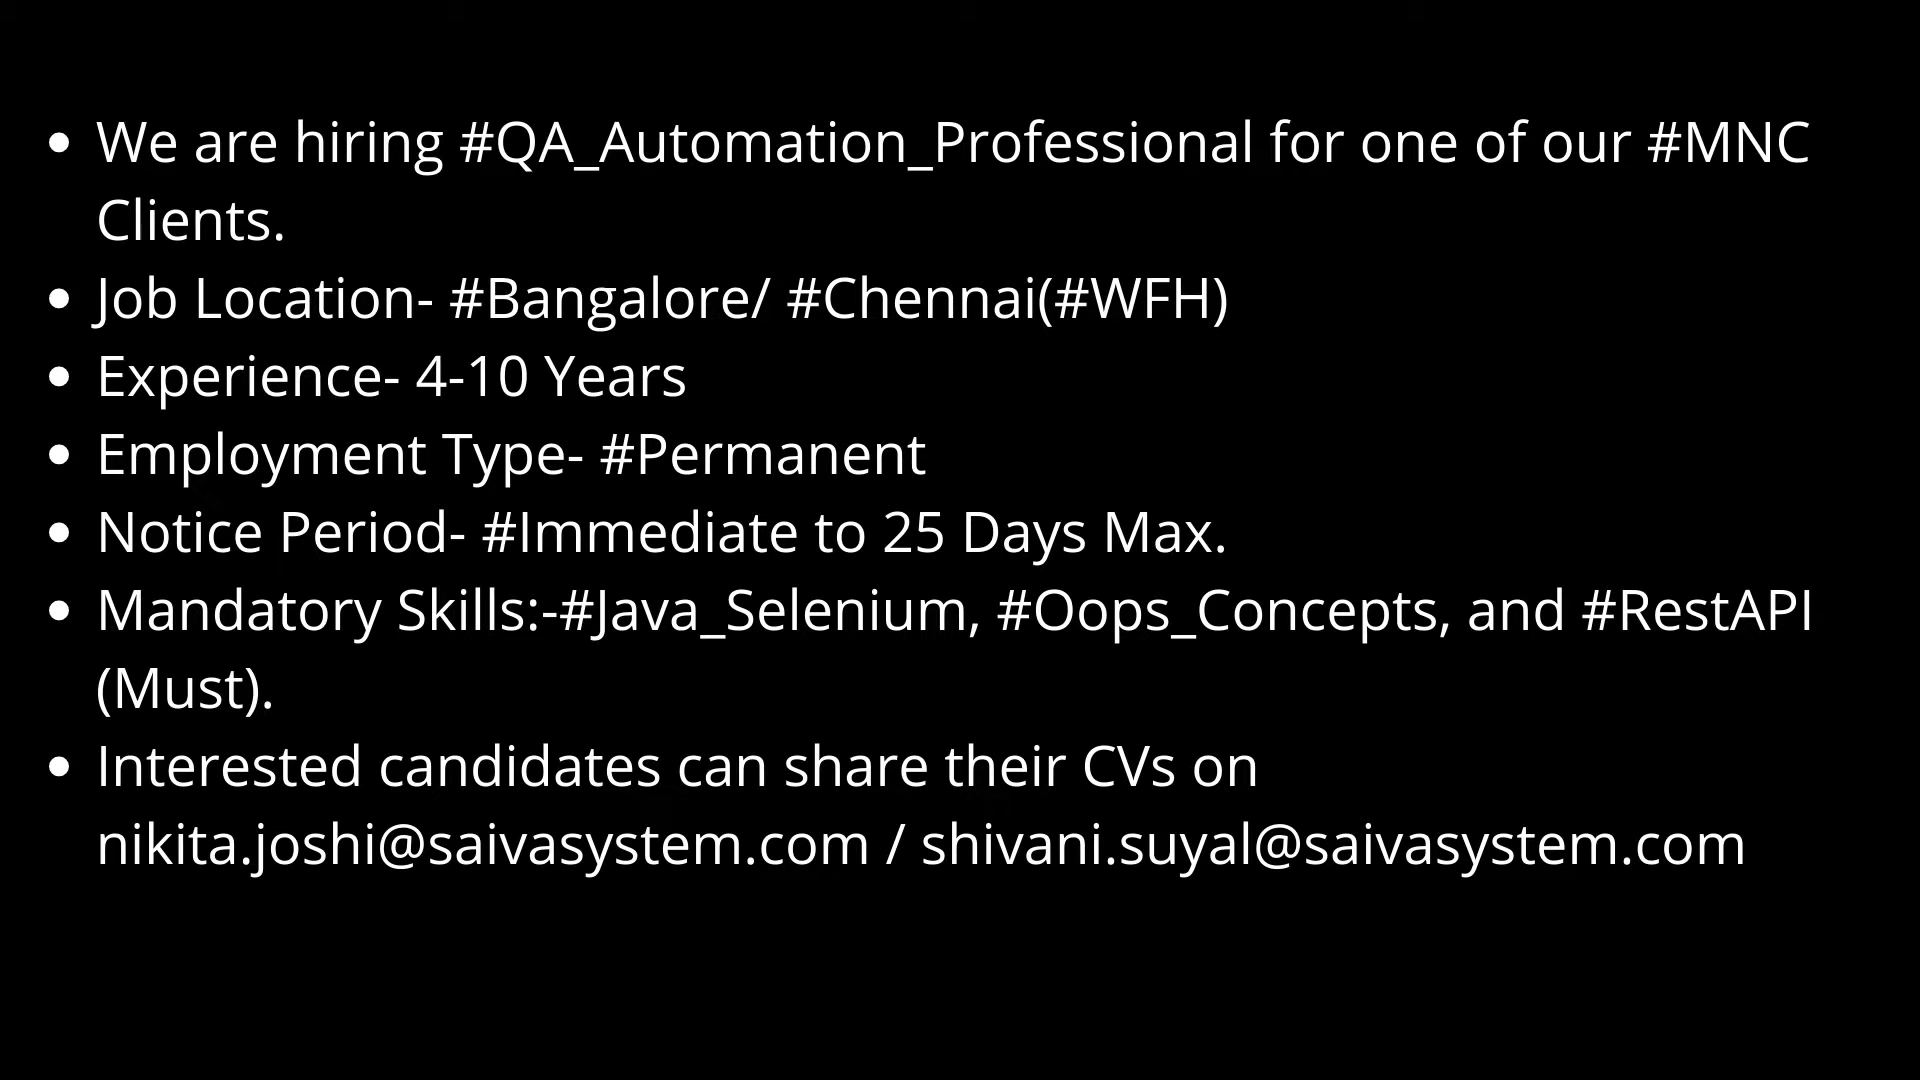 • We are hiring #QA_Automation_Professional for one of our #MNC
Clients.
• Job Location- #Bangalore/ #Chennai(#WFH)
• Experience- 4-10 Years
• Employment Type- #Permanent
• Notice Period- #Immediate to 25 Days Max.
• Mandatory Skills:-#Java_Selenium, #Oops_Concepts, and #RestAPI
(Must).
• Interested candidates can share their CVs on
nikita.joshi@saivasystem.com / shivani.suyal@saivasystem.com